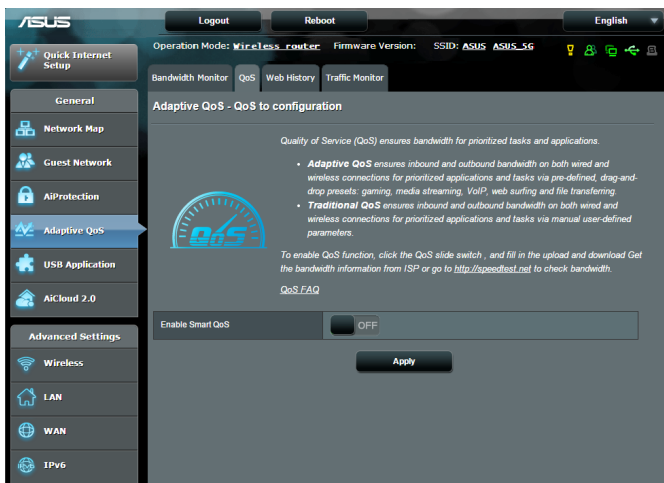 ASUS
Logout
Reboot
English
Quick Internet Setup
Operation Mode: Wireless router Firmware Version: SSID: ASUS ASUS_5G
Bandwidth Monitor
QoS
Web History
Traffic Monitor
General
Network Map
Guest Network
AiProtection
Adaptive QoS
USB Application
AiCloud 2.0
Advanced Settings
Wireless
LAN
WAN
IPv6
Adaptive QoS - QoS to configuration
Quality of Service (QoS) ensures bandwidth for prioritized tasks and applications.
• Adaptive QoS ensures inbound and outbound bandwidth on both wired and
wireless connections for prioritized applications and tasks via pre-defined, drag-and-
drop presets: gaming, media streaming, VoIP, web surfing and file transferring.
• Traditional QoS ensures inbound and outbound bandwidth on both wired and
wireless connections for prioritized applications and tasks via manual user-defined
parameters.
To enable QoS function, click the QoS slide switch , and fill in the upload and download Get
the bandwidth information from ISP or go to http://speedtest.net to check bandwidth.
QoS FAQ
QoS
Enable Smart QoS
OFF
Apply